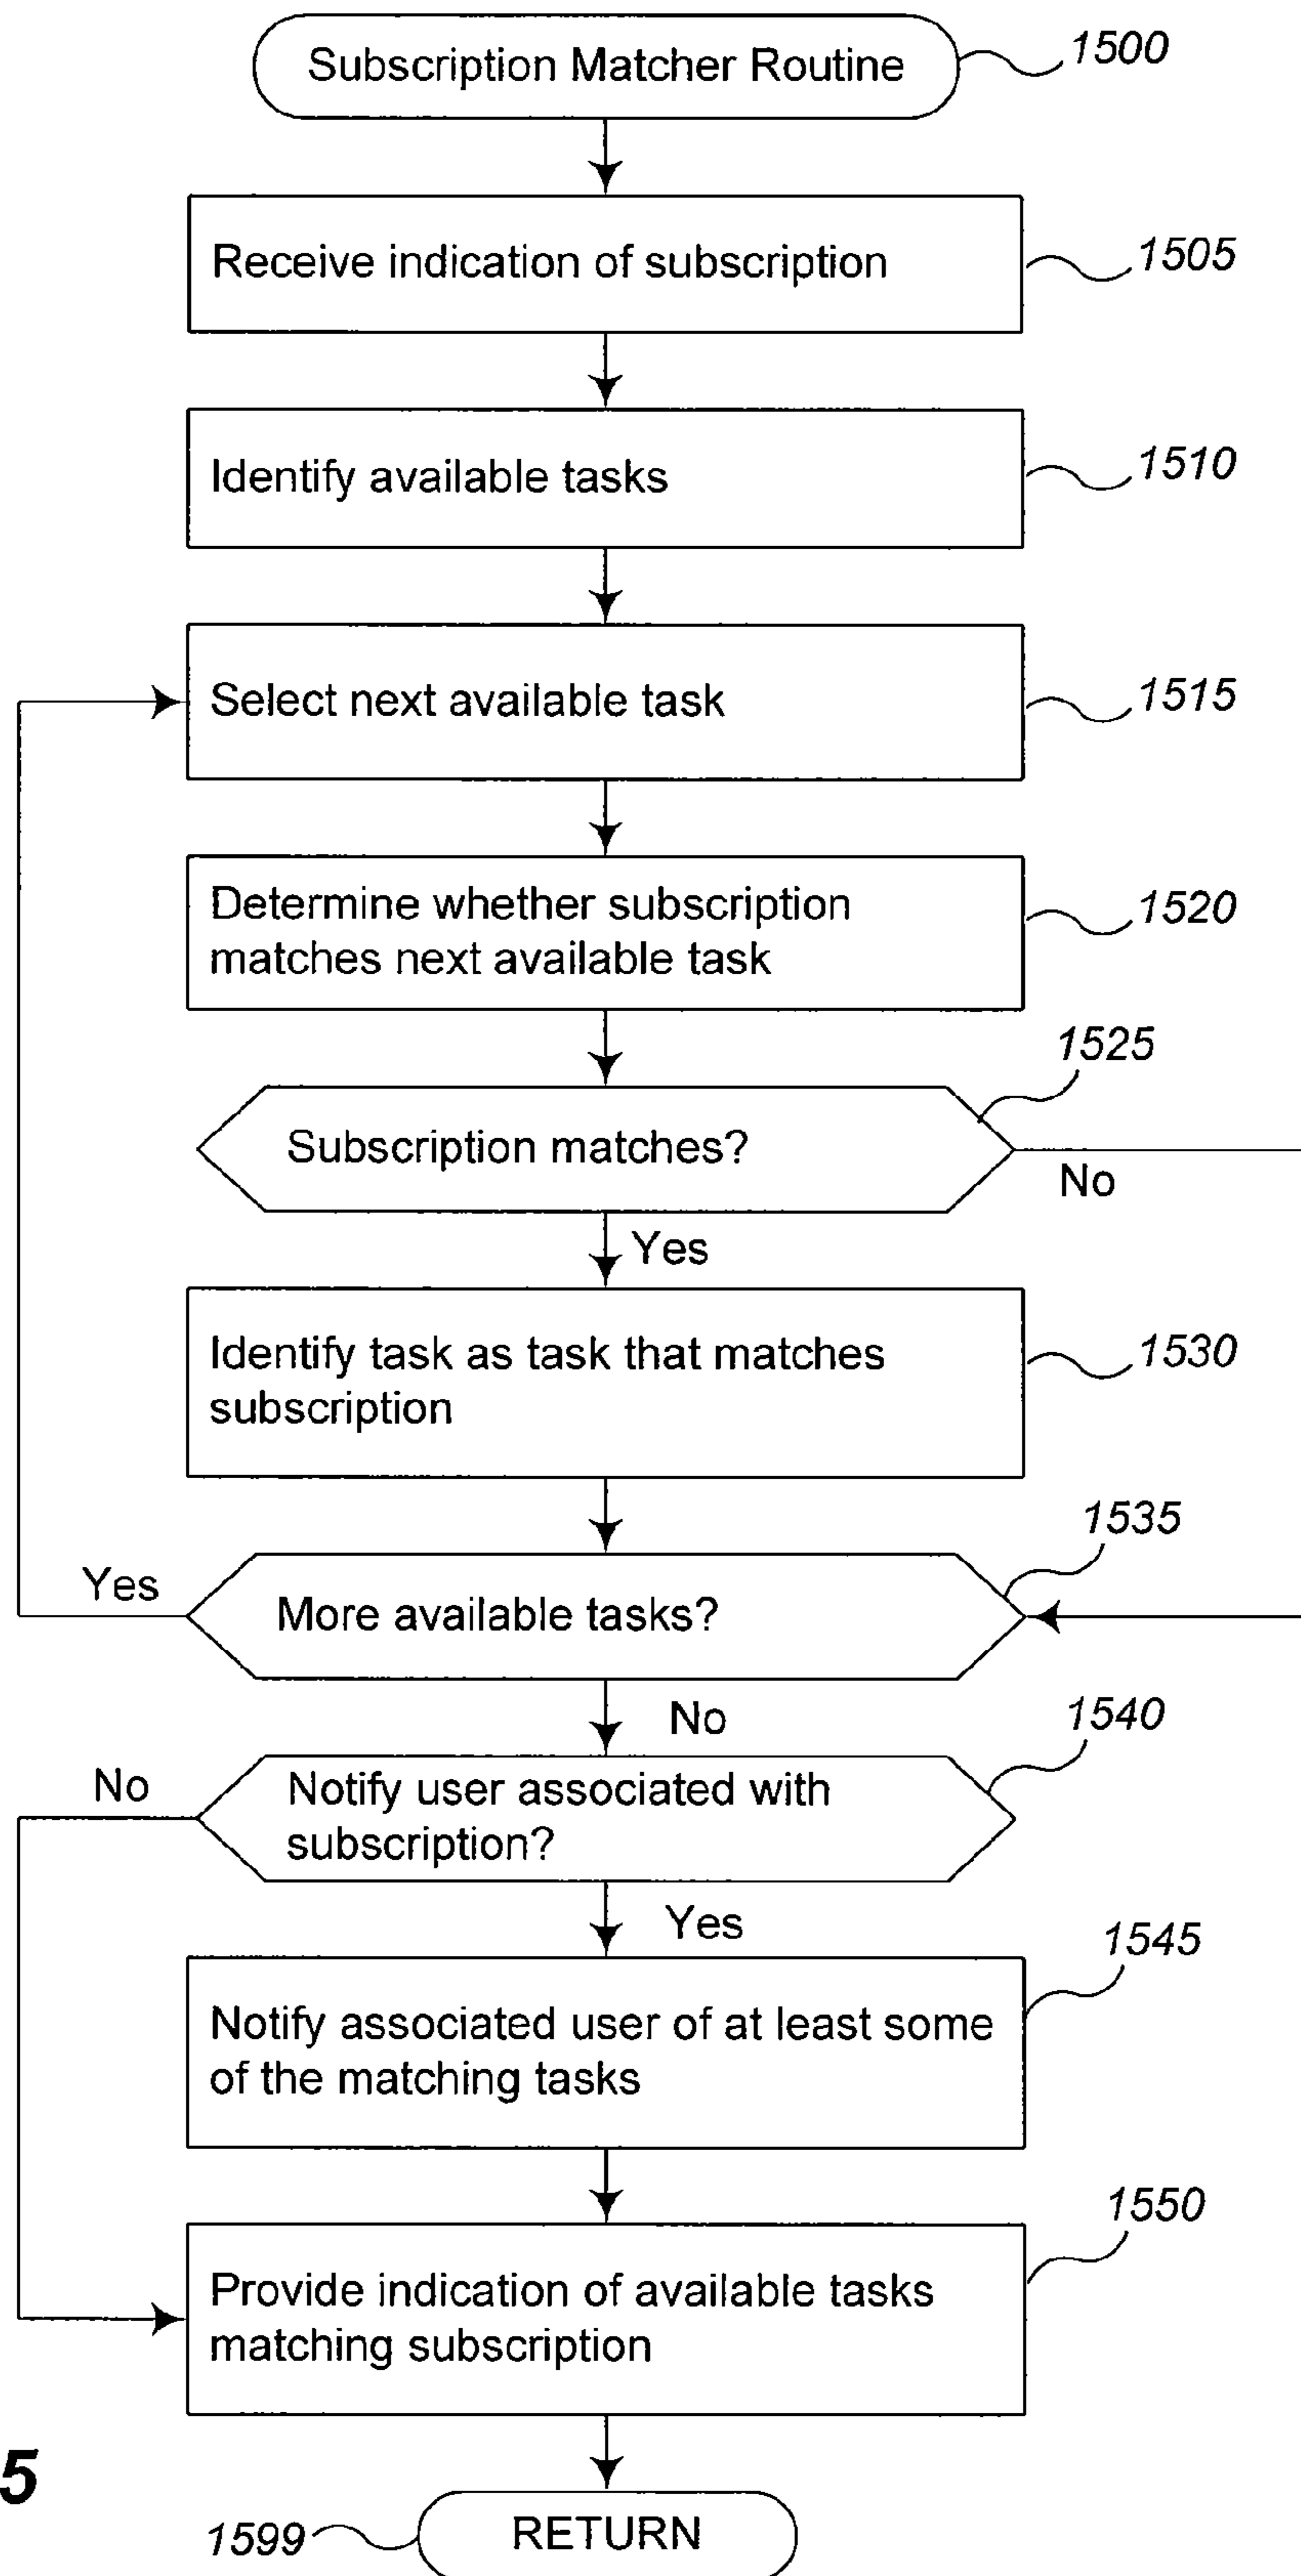 Subscription Matcher Routine
1500
Receive indication of subscription
1505
Identify available tasks
1510
Select next available task
1515
Determine whether subscription
matches next available task
1520
1525
Subscription matches?
No
Yes
Identify task as task that matches
subscription
1530
1535
Yes
More available tasks?
No
1540
No
Notify user associated with
subscription?
Yes
1545
Notify associated user of at least some
of the matching tasks
1550
Provide indication of available tasks
matching subscription
5
1599
RETURN